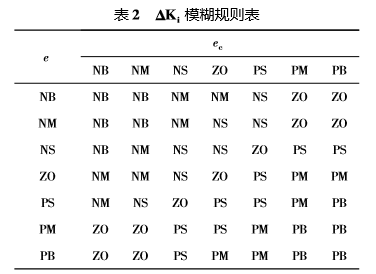 表 2 ΔKi 模糊规则表
e ec
NB NM NS ZO PS PM PB
NB NB NB NM NM NS ZO ZO
NM NB NB NM NS NS ZO ZO
NS NB NM NS NS ZO PS PS
ZO NM NM NS ZO PS PM PM
PS NM NS ZO PS PS PM PB
PM ZO ZO PS PS PM PB PB
PB ZO ZO PS PM PM PB PB